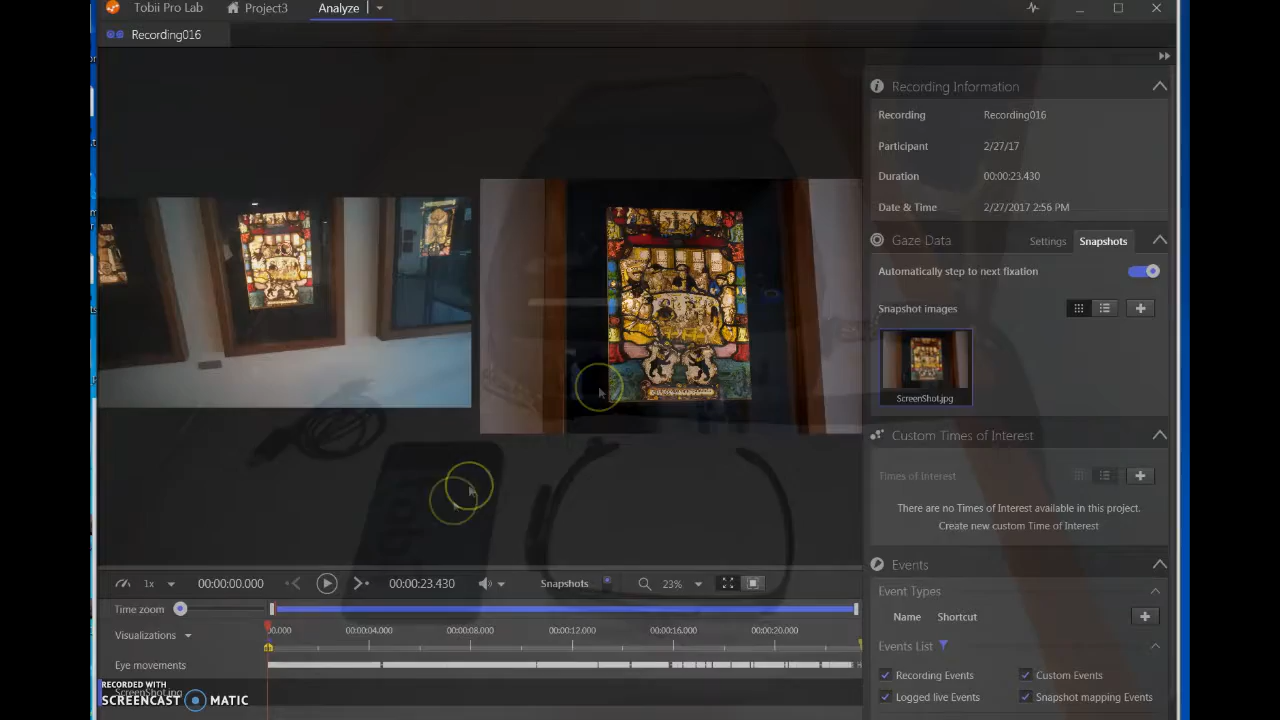 Tobii Pro Lab Project3 Analyze
Recording016
Recording Information
Recording Recording016
Participant 2/27/17
Duration 00:00:23.430
Date & Time 2/27/2017 2:56 PM
Gaze Data Settings Snapshots
Automatically step to next fixation
Snapshot images
ScreenShot.jpg
Custom Times of Interest
Times of Interest
There are no Times of Interest available in this project.
Create new custom Time of Interest
1x 00:00:00.000 00:00:23.430 Snapshots 23%
Events
Event Types
Time zoom
Name Shortcut
Visualizations 00.000 00:00:04.000 00:00:08.000 00:00:12.000 00:00:16.000 00:00:20.000
Events List
Eye movements
Recording Events Custom Events
ScreenShot.jpg
Logged live Events Snapshot mapping Events
RECORDED WITH
SCREENCAST MATIC